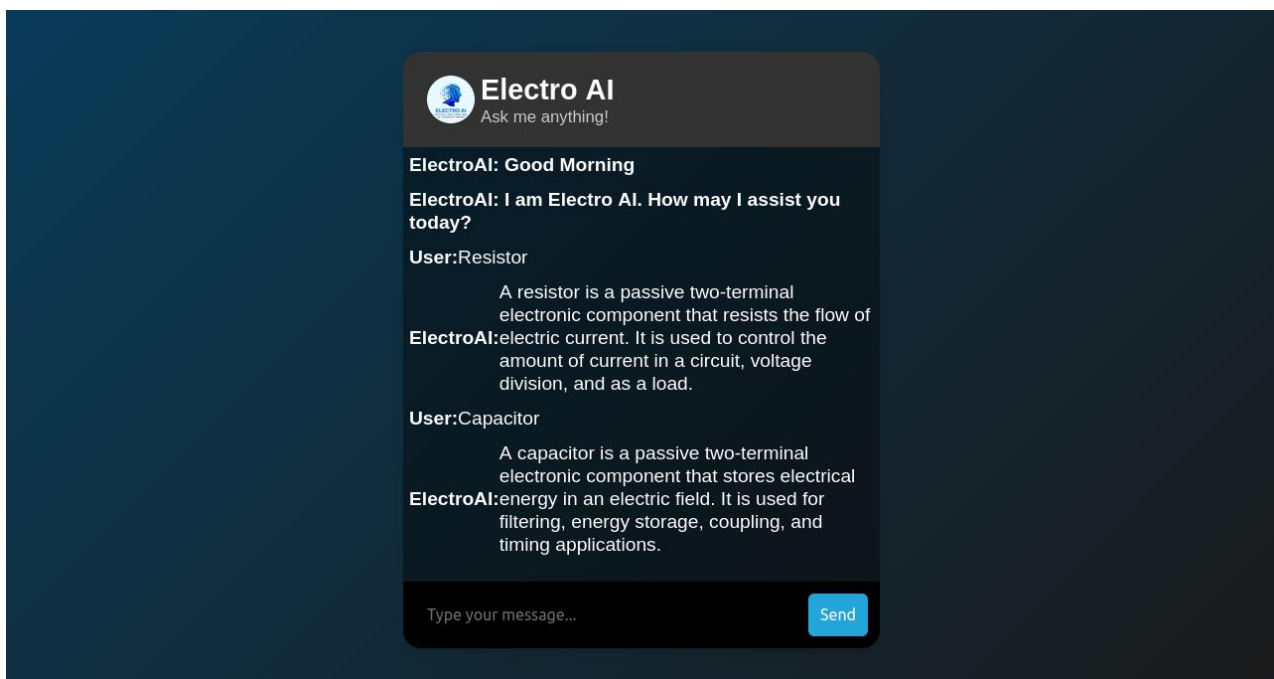 Electro AI
Ask me anything!
ELECTRO AI
ElectroAI: Good Morning
ElectroAI: I am Electro AI. How may I assist you
today?
User:Resistor
A resistor is a passive two-terminal
electronic component that resists the flow of
ElectroAI:electric current. It is used to control the
amount of current in a circuit, voltage
division, and as a load.
User:Capacitor
A capacitor is a passive two-terminal
electronic component that stores electrical
ElectroAI:energy in an electric field. It is used for
filtering, energy storage, coupling, and
timing applications.
Type your message...
Send